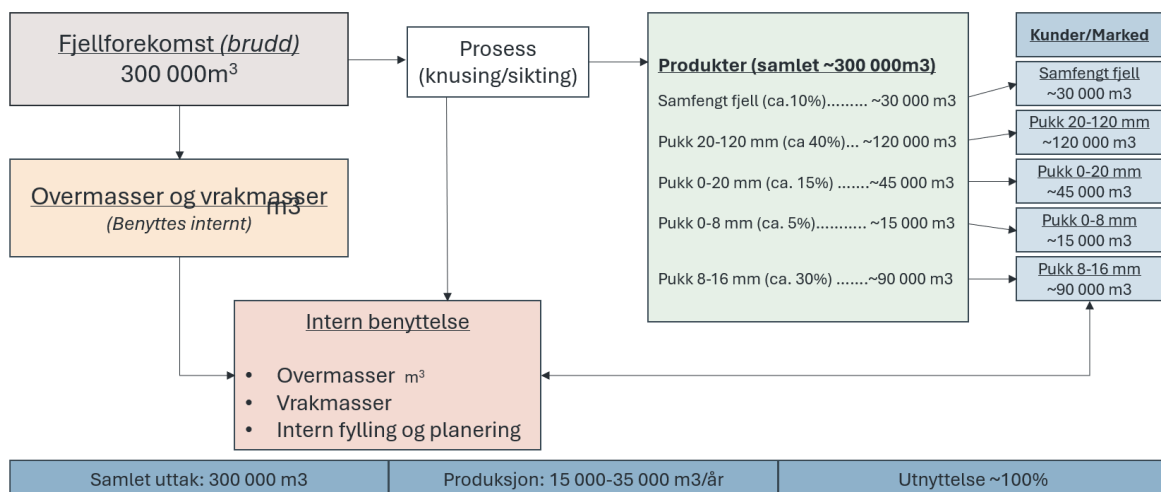 Fjellforekomst (brudd)
300 000m³
Prosess
(knusing/sikting)
Overmasser og vrakmasser
m3
(Benyttes internt)
Intern benyttelse
• Overmasser m³
• Vrakmasser
• Intern fylling og planering
Produkter (samlet ~300 000m3)
Samfengt fjell (ca.10%)......... ~30 000 m3
Pukk 20-120 mm (ca 40%)... ~120 000 m3
Pukk 0-20 mm (ca. 15%) .......~45 000 m3
Pukk 0-8 mm (ca. 5%)........... ~15 000 m3
Pukk 8-16 mm (ca. 30%) .......~90 000 m3
Kunder/Marked
Samfengt fjell
~30 000 m3
Pukk 20-120 mm
~120 000 m3
Pukk 0-20 mm
~45 000 m3
Pukk 0-8 mm
~15 000 m3
Pukk 8-16 mm
~90 000 m3
Samlet uttak: 300 000 m3
Produksjon: 15 000-35 000 m3/år
Utnyttelse ~100%